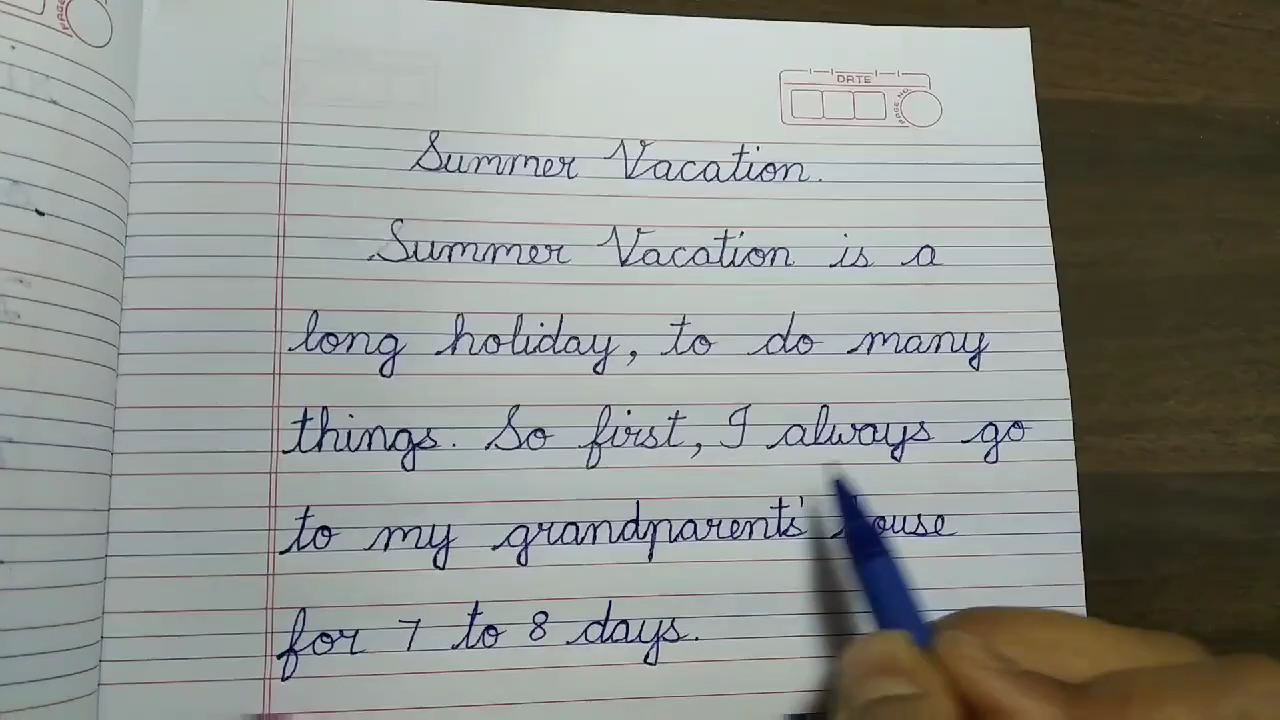 DATE
PAGE NO.
Summer Vacation.
Summer Vacation is a
long holiday, to do many
things. So first, I always go
to my grandparents' house
for 7 to 8 days.